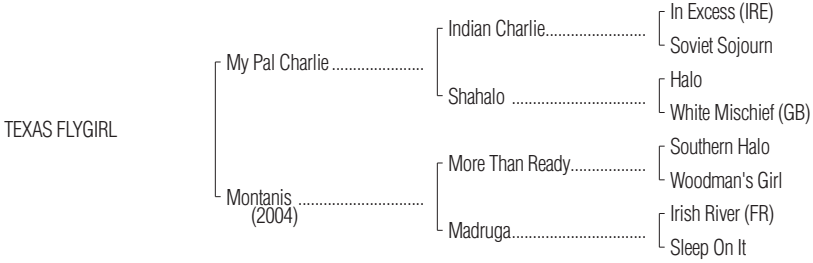 In Excess (IRE)
Indian Charlie.......................
Soviet Sojourn
My Pal Charlie .....................
Halo
Shahalo ...............................
White Mischief (GB)
TEXAS FLYGIRL
Southern Halo
More Than Ready.................
Woodman's Girl
Montanis ............................
(2004)
Irish River (FR)
Madruga...............................
Sleep On It